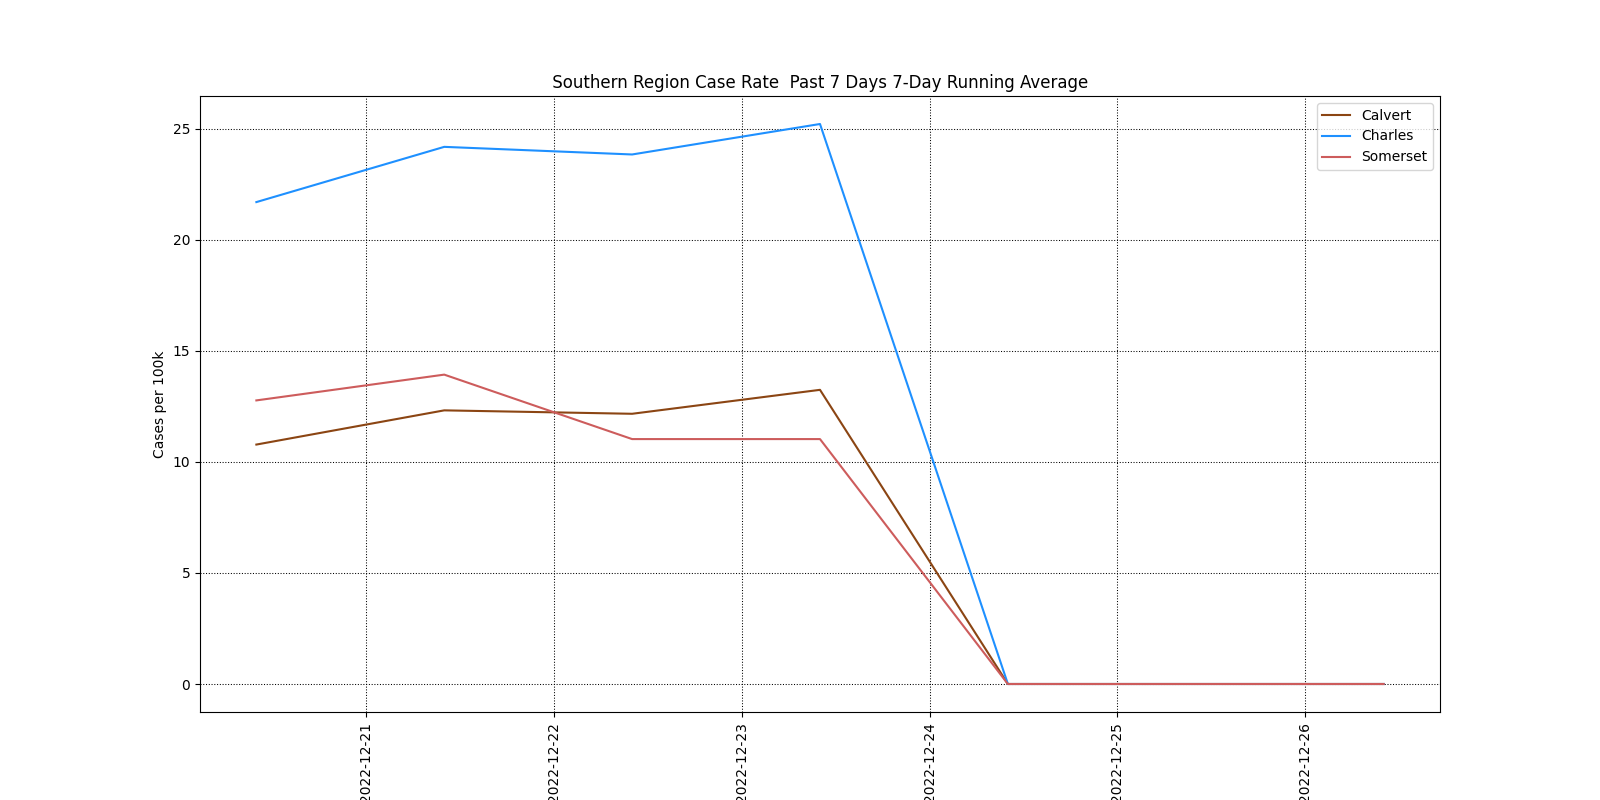 Southern Region Case Rate  Past 7 Days 7-Day Running Average
Calvert
Charles
Somerset
Cases per 100k
25
20
15
10
5
0
2022-12-21
2022-12-22
2022-12-23
2022-12-24
2022-12-25
2022-12-26